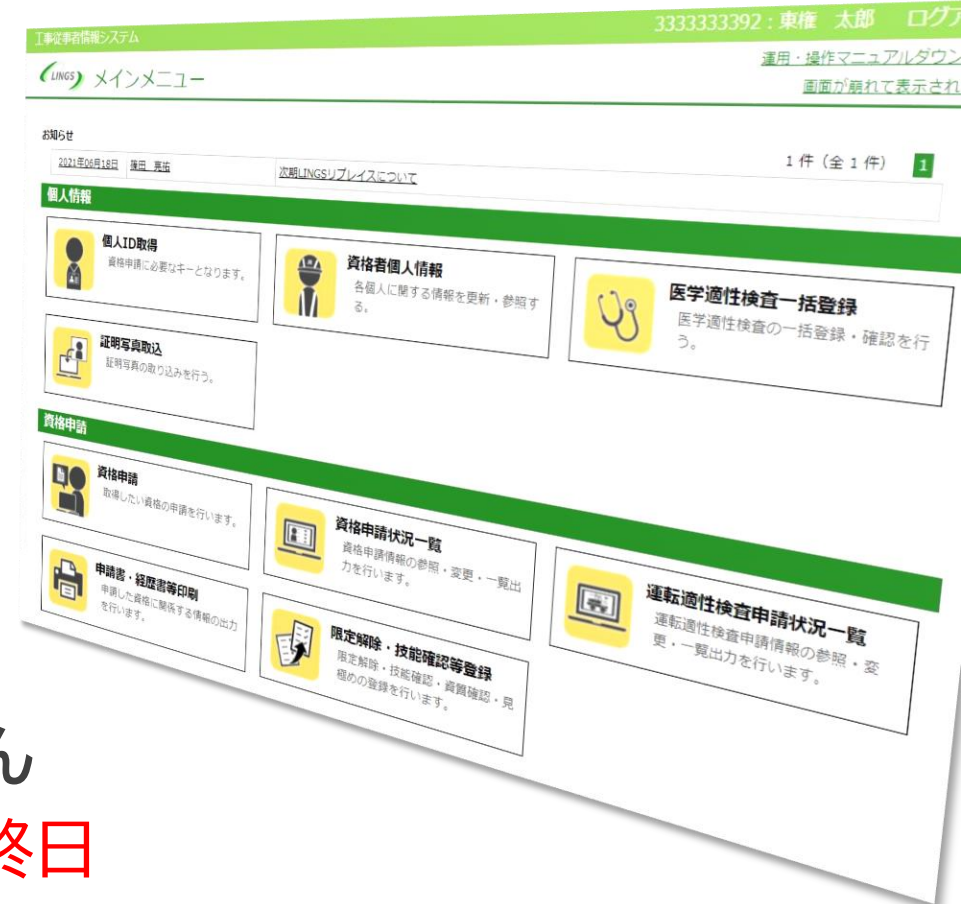 工事従事者情報システム
3333333392：東権 太郎 ログア
LINGS メインメニュー
運用・操作マニュアルダウン
画面が崩れて表示され
お知らせ
2021年06月18日 篠田 亮祐 次期LINGSリプレイスについて
1 件（全 1 件） 1
個人情報
個人ID取得
資格申請に必要なキーとなります。
資格者個人情報
各個人に関する情報を更新・参照す
る。
医学適性検査一括登録
医学適性検査の一括登録・確認を行
う。
証明写真取込
証明写真の取り込みを行う。
資格申請
資格申請
取得したい資格の申請を行います。
資格申請状況一覧
資格申請情報の参照・変更・一覧出
力を行います。
運転適性検査申請状況一覧
運転適性検査申請情報の参照・変
更・一覧出力を行います。
申請書・経歴書等印刷
申請した資格に関係する情報の出力
を行います。
限定解除・技能確認等登録
限定解除・技能確認・資質確認・見
極めの登録を行います。
ん
終日